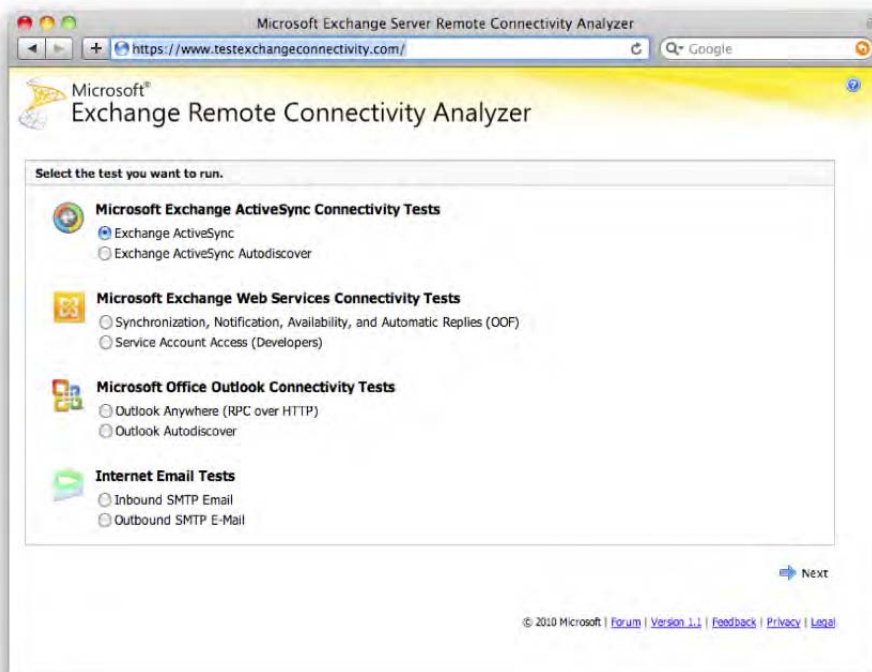 Microsoft Exchange Server Remote Connectivity Analyzer
https://www.testexchangeconnectivity.com/
Google
Microsoft®
Exchange Remote Connectivity Analyzer
Select the test you want to run.
Microsoft Exchange ActiveSync Connectivity Tests
Exchange ActiveSync
Exchange ActiveSync Autodiscover
Microsoft Exchange Web Services Connectivity Tests
Synchronization, Notification, Availability, and Automatic Replies (OOF)
Service Account Access (Developers)
Microsoft Office Outlook Connectivity Tests
Outlook Anywhere (RPC over HTTP)
Outlook Autodiscover
Internet Email Tests
Inbound SMTP Email
Outbound SMTP E-Mail
Next
© 2010 Microsoft | Forum | Version 1.1 | Feedback | Privacy | Legal